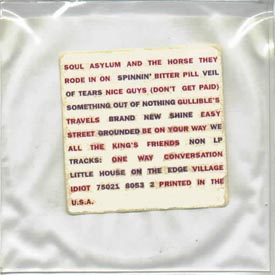 SOUL ASYLUM AND THE HORSE THEY
RODE IN ON SPINNIN' BITTER PILL VEIL
OF TEARS NICE GUYS (DON'T GET PAID)
SOMETHING OUT OF NOTHING GULLIBLE'S
TRAVELS BRAND NEW SHINE EASY
STREET GROUNDED BE ON YOUR WAY WE
ALL THE KING'S FRIENDS NON LP
TRACKS: ONE WAY CONVERSATION
LITTLE HOUSE ON THE EDGE VILLAGE
IDIOT 75021 8053 2 PRINTED IN THE
U.S.A.